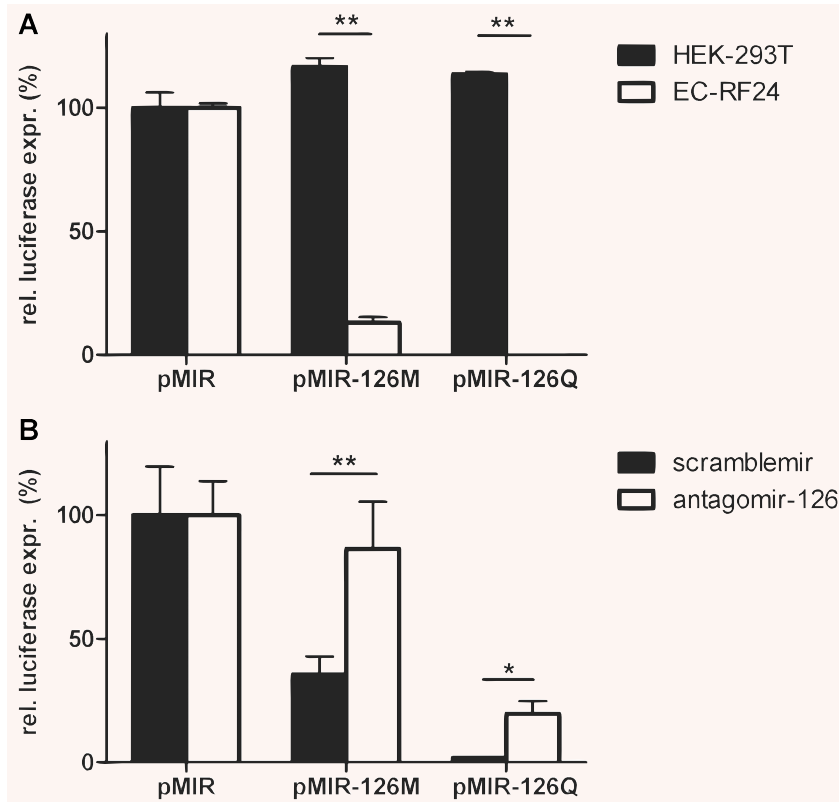 A
** **
HEK-293T
EC-RF24
rel. luciferase expr. (%)
100
50
0
pMIR pMIR-126M pMIR-126Q
B
**
*
scramblemir
antagomir-126
rel. luciferase expr. (%)
100
50
0
pMIR pMIR-126M pMIR-126Q